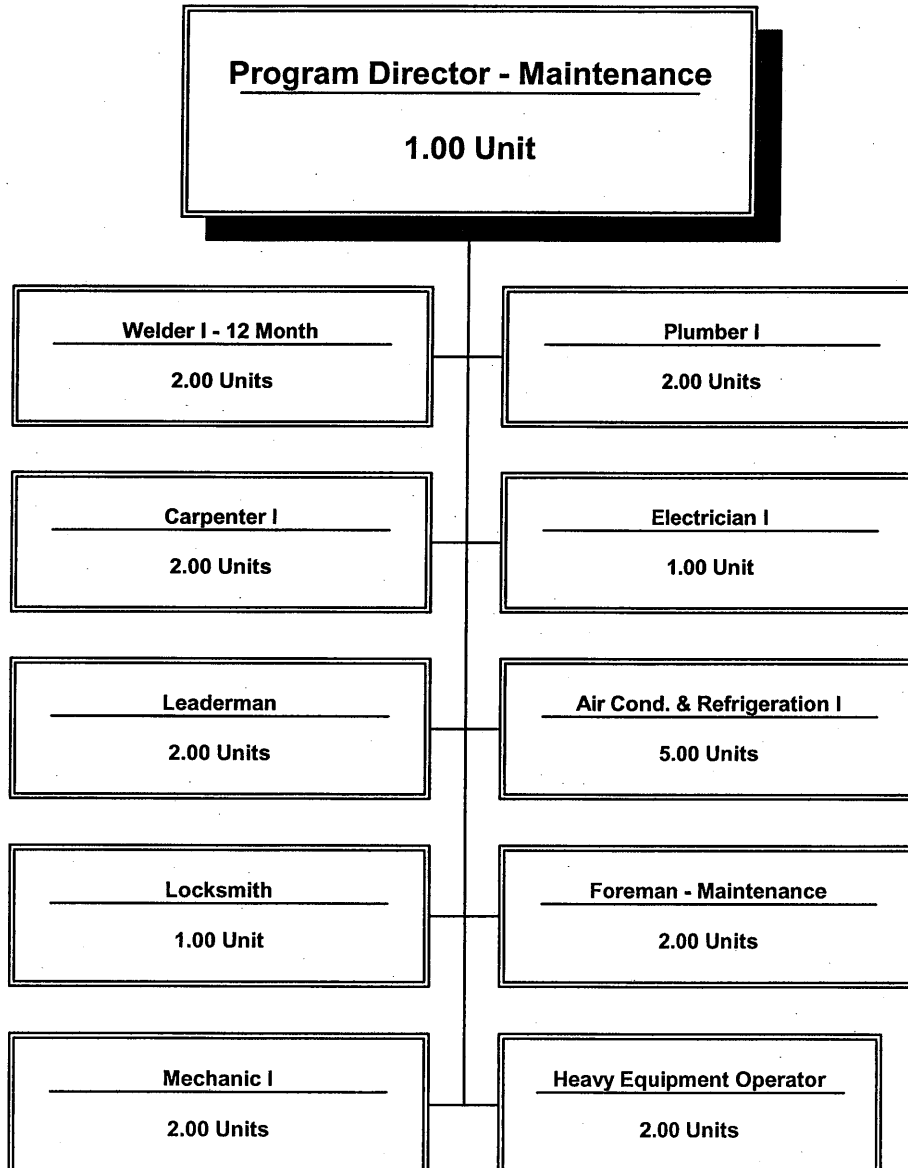 Program Director - Maintenance
1.00 Unit
Welder I - 12 Month
2.00 Units
Plumber I
2.00 Units
Carpenter I
2.00 Units
Electrician I
1.00 Unit
Leaderman
2.00 Units
Air Cond. & Refrigeration I
5.00 Units
Locksmith
1.00 Unit
Foreman - Maintenance
2.00 Units
Mechanic I
2.00 Units
Heavy Equipment Operator
2.00 Units